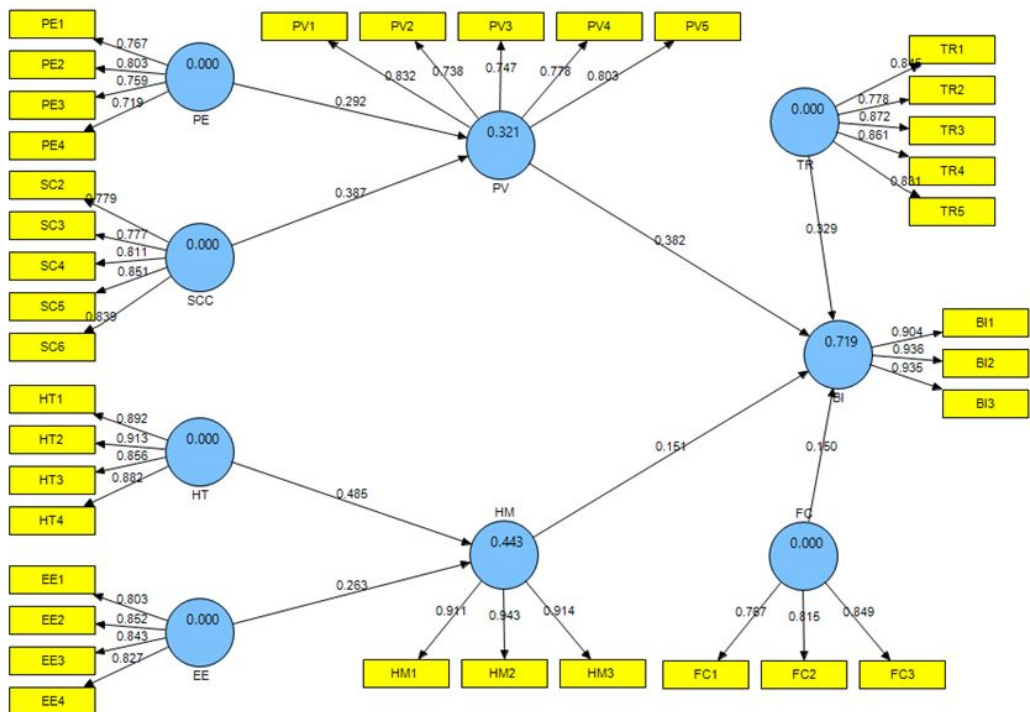 PE1
PE2
PE3
PE4
0.767
0.803
0.759
0.719
0.000
PE
PV1
PV2
PV3
PV4
PV5
0.832
0.738
0.747
0.778
0.803
0.292
0.321
PV
TR1
TR2
TR3
TR4
TR5
0.845
0.778
0.872
0.861
0.831
0.000
TR
0.329
SC2
SC3
SC4
SC5
SC6
0.779
0.777
0.811
0.851
0.839
0.000
SCC
0.387
0.382
0.719
BI
0.904
0.936
0.935
BI1
BI2
BI3
HT1
HT2
HT3
HT4
0.892
0.913
0.856
0.882
0.000
HT
0.485
HM
0.443
0.151
0.150
FC
0.000
EE1
EE2
EE3
EE4
0.803
0.852
0.843
0.827
0.000
EE
0.263
0.911
0.943
0.914
HM1
HM2
HM3
0.767
0.815
0.849
FC1
FC2
FC3